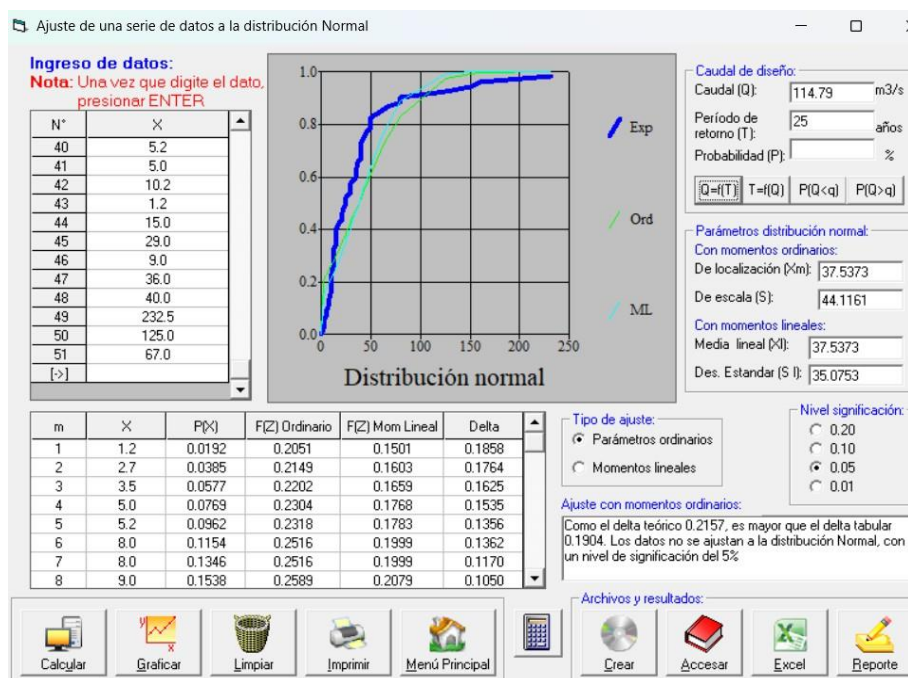 Ajuste de una serie de datos a la distribución Normal
Ingreso de datos:
Nota: Una vez que digite el dato,
presionar ENTER
N° X
40 5.2
41 5.0
42 10.2
43 1.2
44 15.0
45 29.0
46 9.0
47 36.0
48 40.0
49 232.5
50 125.0
51 67.0
[->]
1.0
0.8
0.6
0.4
0.2
0.0
0 50 100 150 200 250
Distribución normal
Exp
Ord
ML
Caudal de diseño:
Caudal (Q): 114.79 m3/s
Período de
retorno (T): 25 años
Probabilidad (P): %
Q=f(T) T=f(Q) P(Q<q) P(Q>q)
Parámetros distribución normal:
Con momentos ordinarios:
De localización (Xm): 37.5373
De escala (S): 44.1161
Con momentos lineales:
Media lineal (Xl): 37.5373
Des. Estandar (S l): 35.0753
m X P(X) F(Z) Ordinario F(Z) Mom Lineal Delta
1 1.2 0.0192 0.2051 0.1501 0.1858
2 2.7 0.0385 0.2149 0.1603 0.1764
3 3.5 0.0577 0.2202 0.1659 0.1625
4 5.0 0.0769 0.2304 0.1768 0.1535
5 5.2 0.0962 0.2318 0.1783 0.1356
6 8.0 0.1154 0.2516 0.1999 0.1362
7 8.0 0.1346 0.2516 0.1999 0.1170
8 9.0 0.1538 0.2589 0.2079 0.1050
Tipo de ajuste:
Parámetros ordinarios
Momentos lineales
Nivel significación:
0.20
0.10
0.05
0.01
Ajuste con momentos ordinarios:
Como el delta teórico 0.2157, es mayor que el delta tabular
0.1904. Los datos no se ajustan a la distribución Normal, con
un nivel de significación del 5%
Calcular
Graficar
Limpiar
Imprimir
Menú Principal
Archivos y resultados:
Crear
Accesar
Excel
Reporte